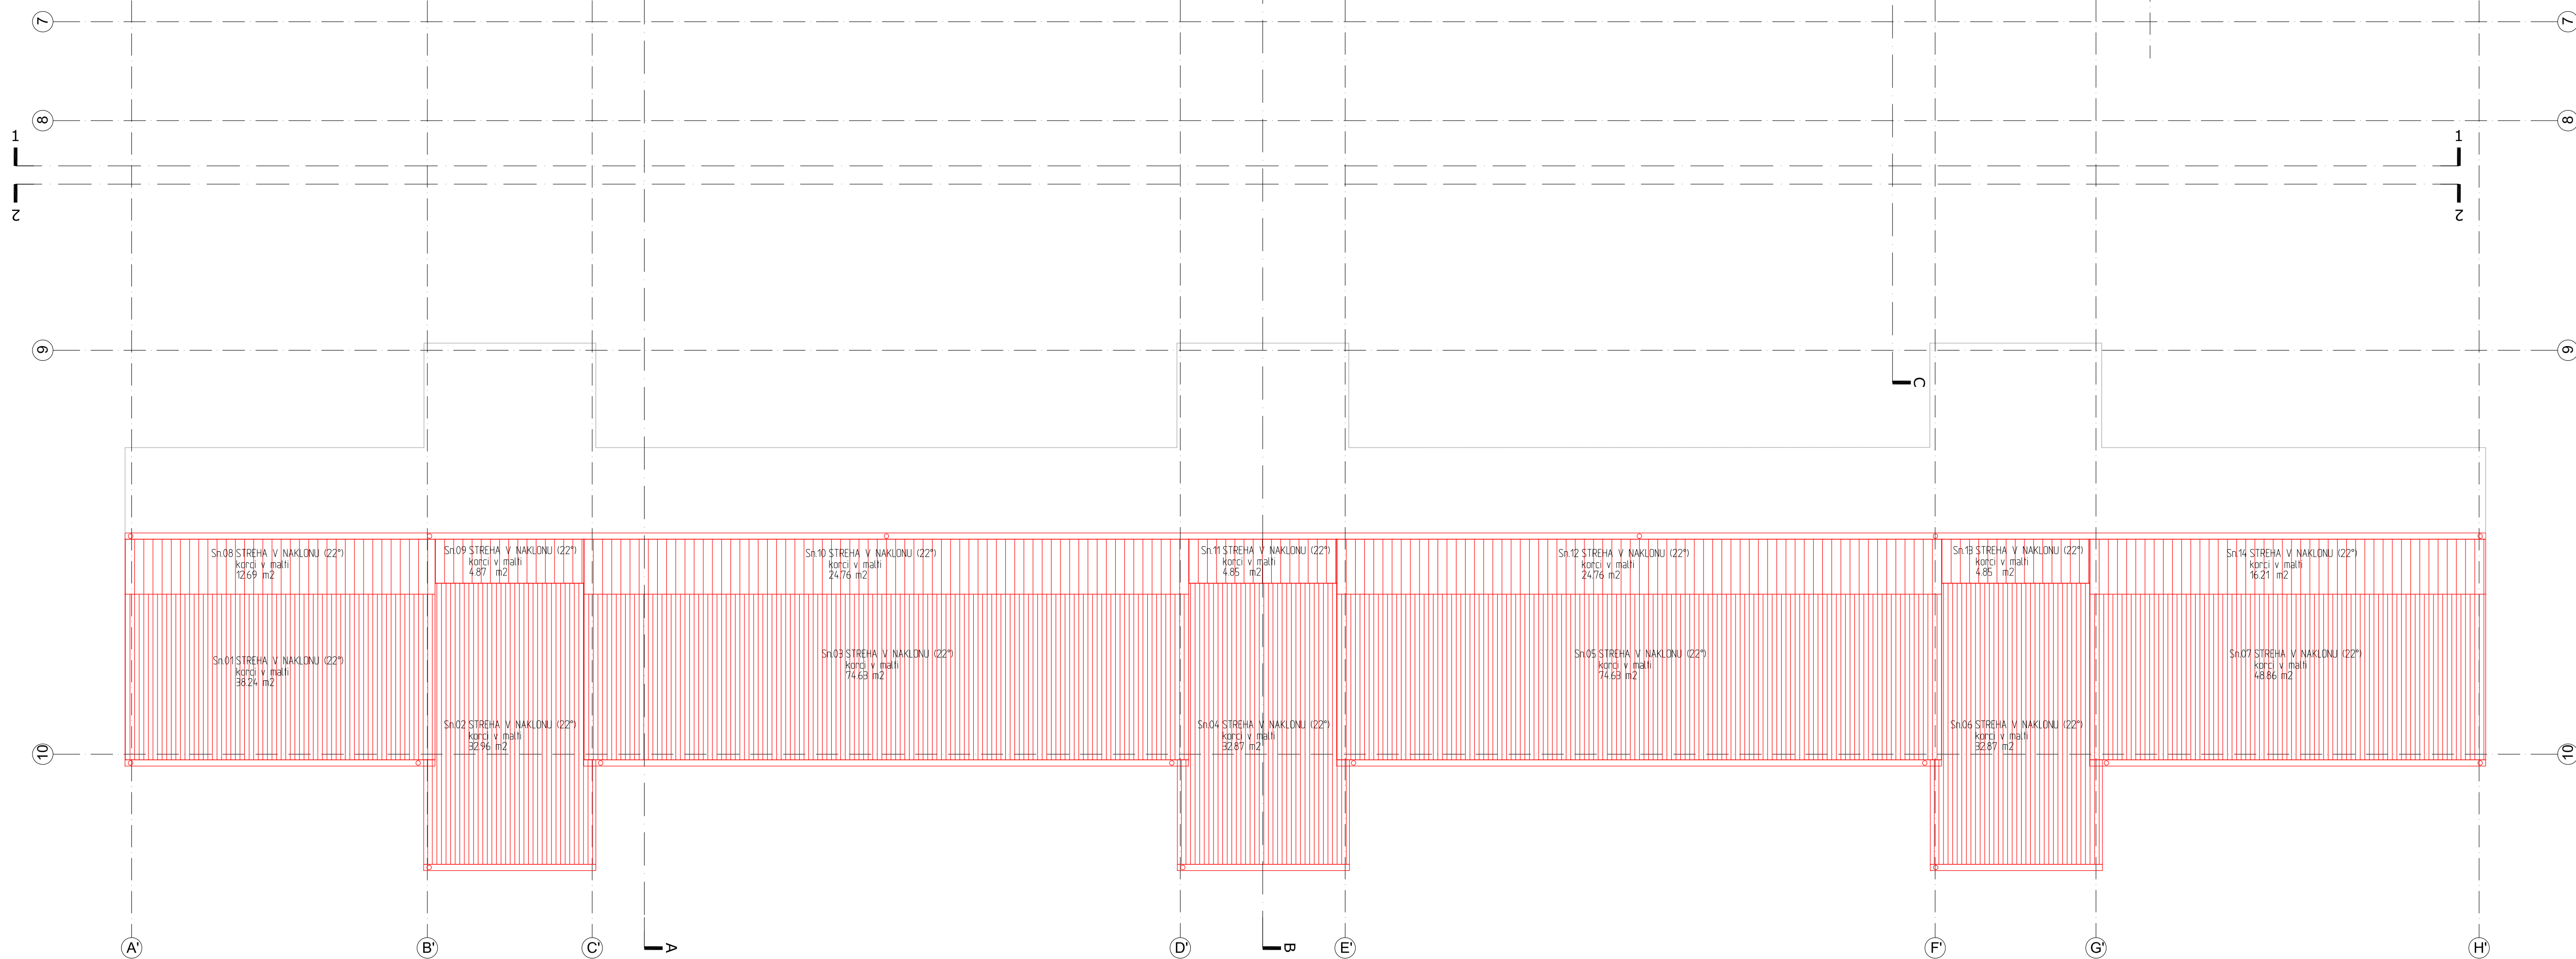 7
7
8
8
1
1
2
2
9
9
C
Sn.08 STREHA V NAKLONU (22°)
korci v malti
12.69 m2
Sn.09 STREHA V NAKLONU (22°)
korci v malti
4.87 m2
Sn.10 STREHA V NAKLONU (22°)
korci v malti
24.76 m2
Sn.11 STREHA V NAKLONU (22°)
korci v malti
4.85 m2
Sn.12 STREHA V NAKLONU (22°)
korci v malti
24.76 m2
Sn.13 STREHA V NAKLONU (22°)
korci v malti
4.85 m2
Sn.14 STREHA V NAKLONU (22°)
korci v malti
16.21 m2
Sn.01 STREHA V NAKLONU (22°)
korci v malti
38.24 m2
Sn.03 STREHA V NAKLONU (22°)
korci v malti
74.63 m2
Sn.05 STREHA V NAKLONU (22°)
korci v malti
74.63 m2
Sn.07 STREHA V NAKLONU (22°)
korci v malti
48.86 m2
Sn.02 STREHA V NAKLONU (22°)
korci v malti
32.96 m2
Sn.04 STREHA V NAKLONU (22°)
korci v malti
32.87 m2
Sn.06 STREHA V NAKLONU (22°)
korci v malti
32.87 m2
10
10
A'
B'
C'
A
D'
B
E'
F'
G'
H'